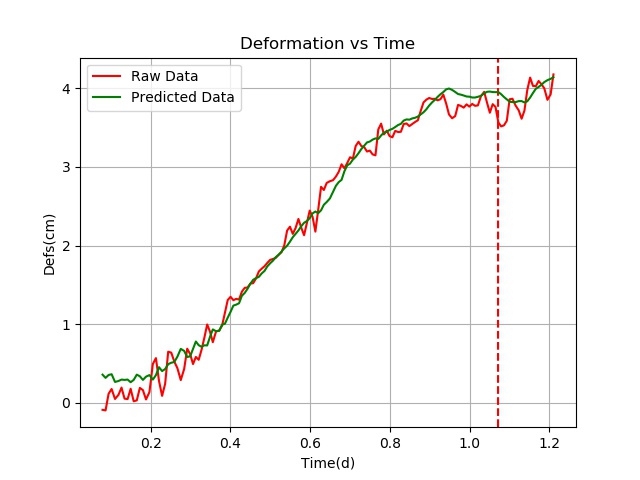 Deformation vs Time
Raw Data
Predicted Data
Defs(cm)
4
3
2
1
0
0.2 0.4 0.6 0.8 1.0 1.2
Time(d)